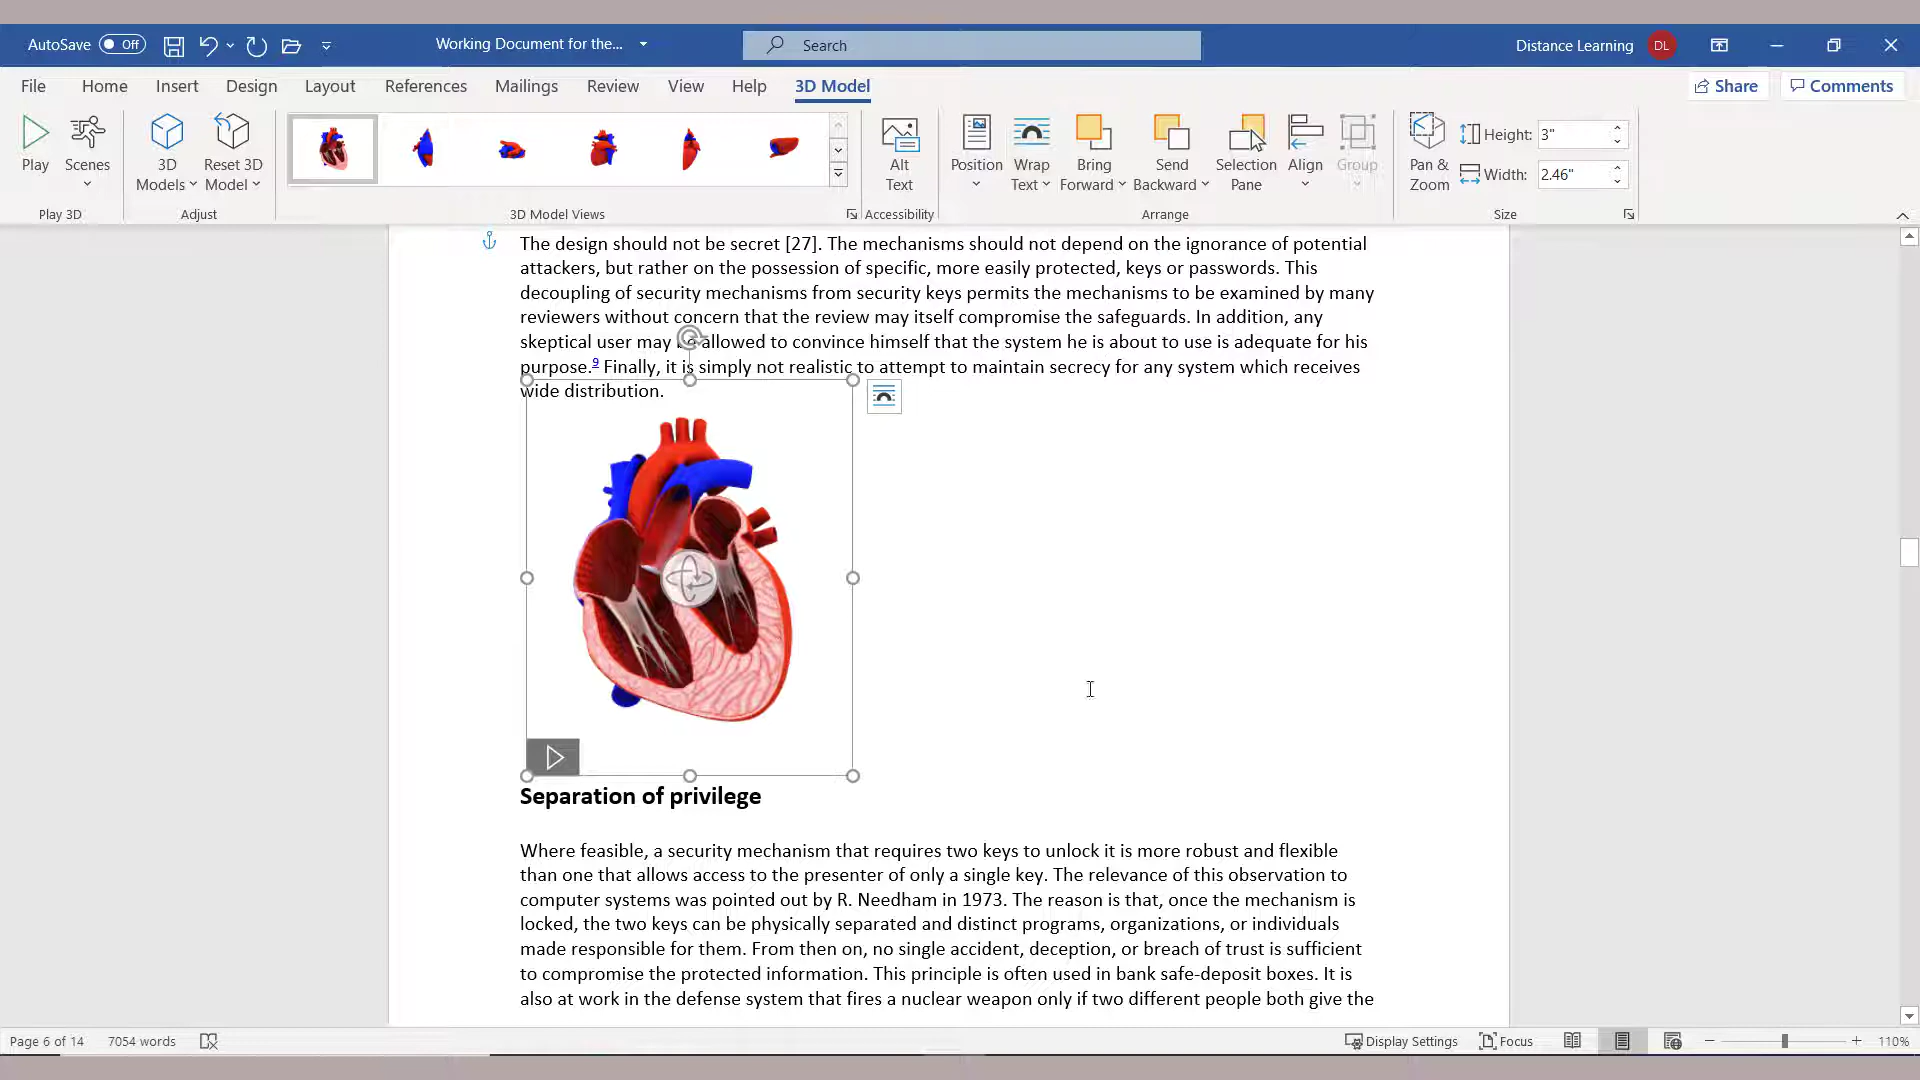 AutoSave Off Working Document for the... Search Distance Learning DL
File Home Insert Design Layout References Mailings Review View Help 3D Model Share Comments
Play Scenes 3D Models Reset 3D Model Alt Text Position Wrap Text Bring Forward Send Backward Selection Pane Align Group Pan & Zoom Height: 3" Width: 2.46"
Play 3D Adjust 3D Model Views Accessibility Arrange Size
The design should not be secret [27]. The mechanisms should not depend on the ignorance of potential
attackers, but rather on the possession of specific, more easily protected, keys or passwords. This
decoupling of security mechanisms from security keys permits the mechanisms to be examined by many
reviewers without concern that the review may itself compromise the safeguards. In addition, any
skeptical user may be allowed to convince himself that the system he is about to use is adequate for his
purpose.9 Finally, it is simply not realistic to attempt to maintain secrecy for any system which receives
wide distribution.
Separation of privilege
Where feasible, a security mechanism that requires two keys to unlock it is more robust and flexible
than one that allows access to the presenter of only a single key. The relevance of this observation to
computer systems was pointed out by R. Needham in 1973. The reason is that, once the mechanism is
locked, the two keys can be physically separated and distinct programs, organizations, or individuals
made responsible for them. From then on, no single accident, deception, or breach of trust is sufficient
to compromise the protected information. This principle is often used in bank safe-deposit boxes. It is
also at work in the defense system that fires a nuclear weapon only if two different people both give the
Page 6 of 14 7054 words Display Settings Focus 110%